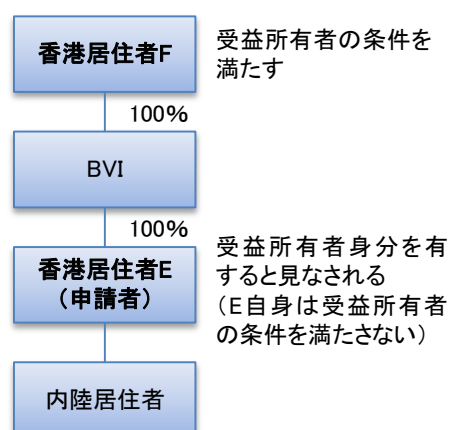 香港居住者F
受益所有者の条件を
満たす
100%
BVI
100%
香港居住者E
（申請者）
受益所有者身分を有
すると見なされる
（E自身は受益所有者
の条件を満たさない）
内陸居住者